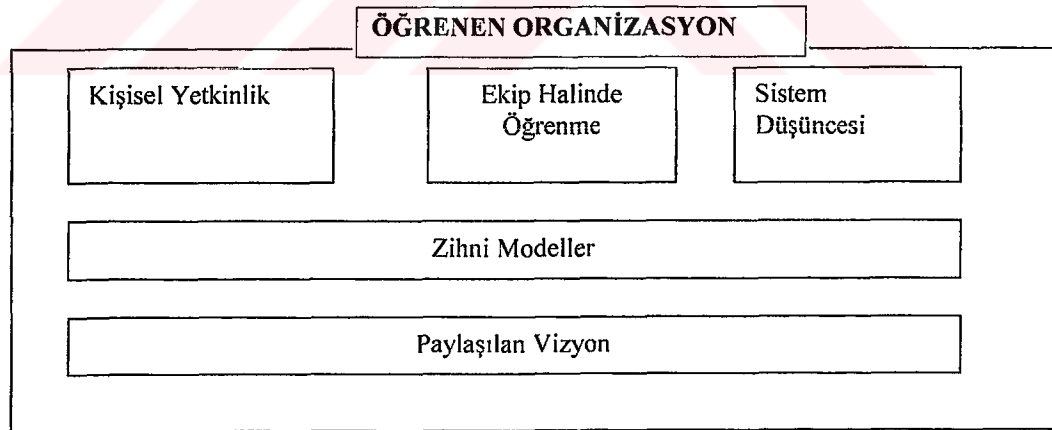 ÖĞRENEN ORGANİZASYON
Kişisel Yetkinlik
Ekip Halinde
Öğrenme
Sistem
Düşüncesi
Zihni Modeller
Paylaşılan Vizyon